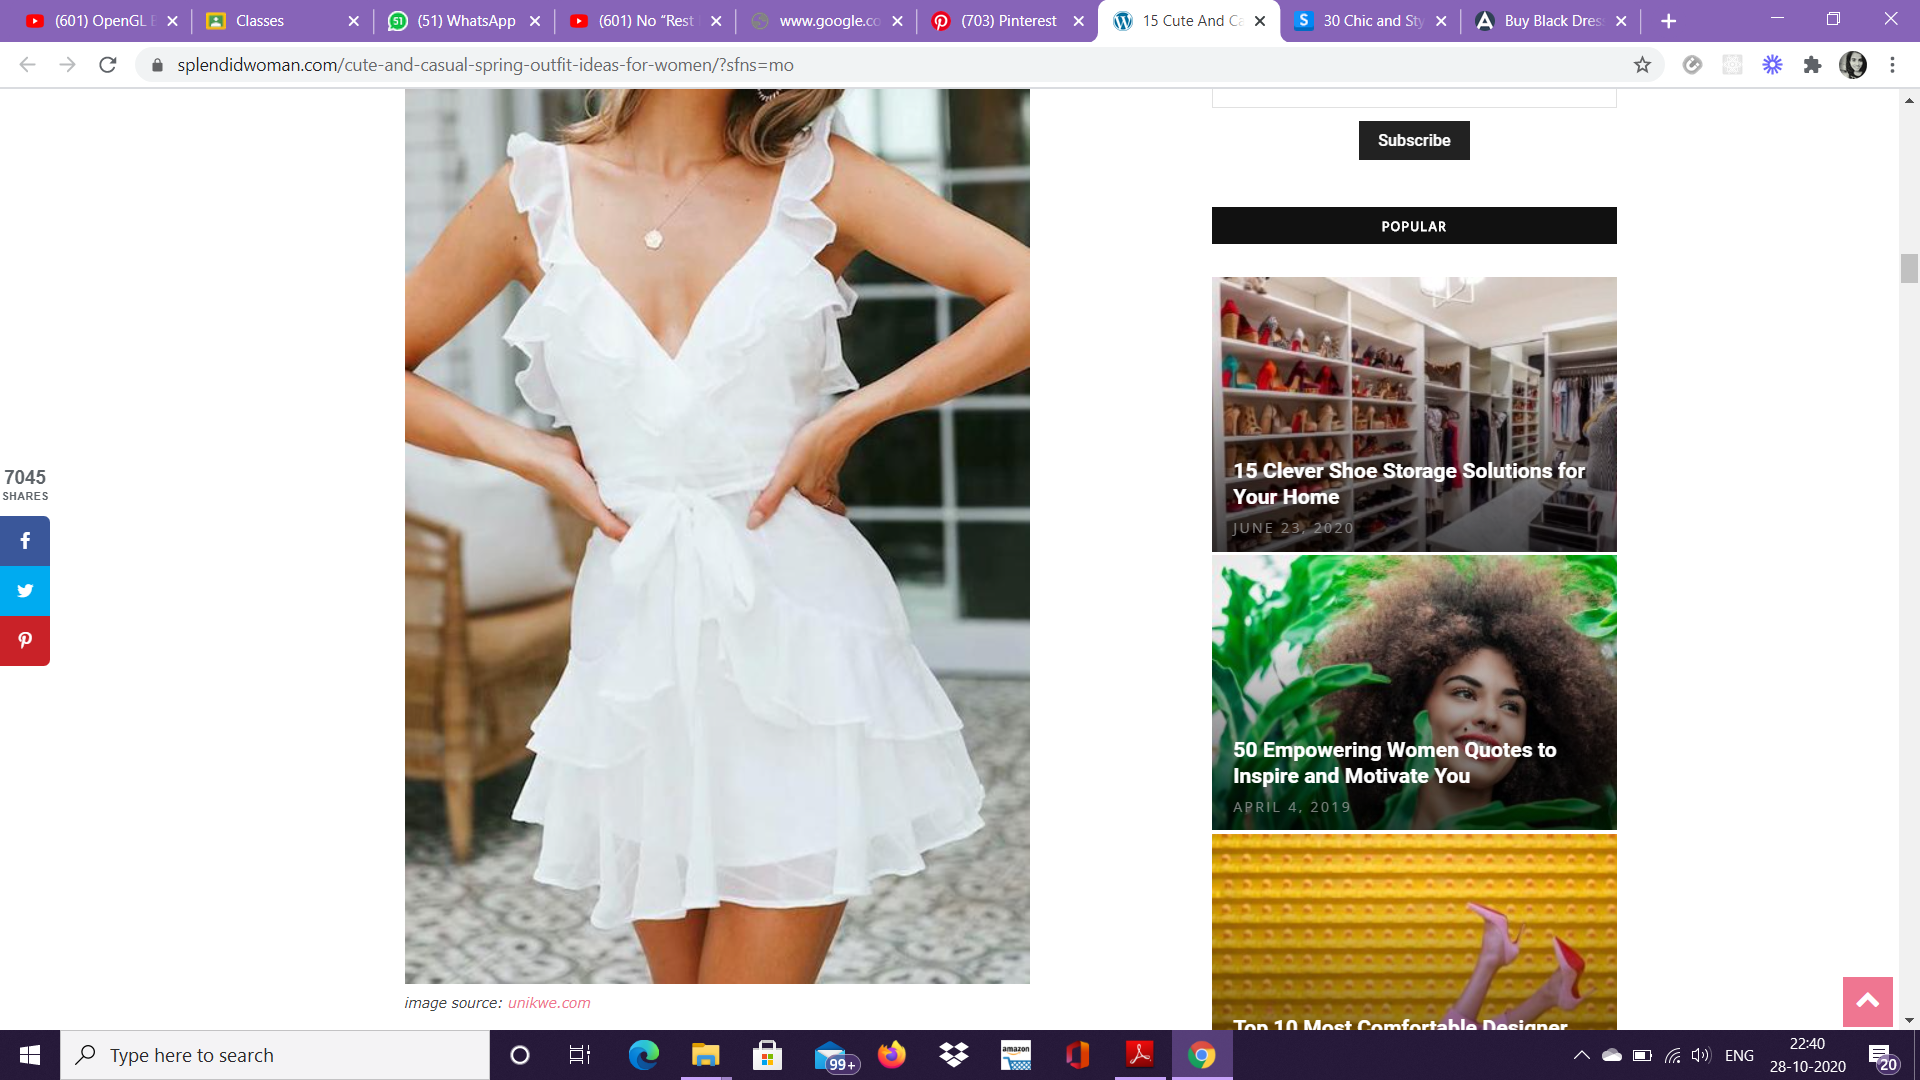 (601) OpenGL
Classes
(51) WhatsApp
(601) No “Rest
www.google.co
(703) Pinterest
15 Cute And Ca
30 Chic and Sty
Buy Black Dres
splendidwoman.com/cute-and-casual-spring-outfit-ideas-for-women/?sfns=mo
Subscribe
POPULAR
15 Clever Shoe Storage Solutions for
Your Home
JUNE 23, 2020
50 Empowering Women Quotes to
Inspire and Motivate You
APRIL 4, 2019
Top 10 Most Comfortable Designer
7045
SHARES
image source: unikwe.com
Type here to search
99+
amazon
ENG
22:40
28-10-2020
20